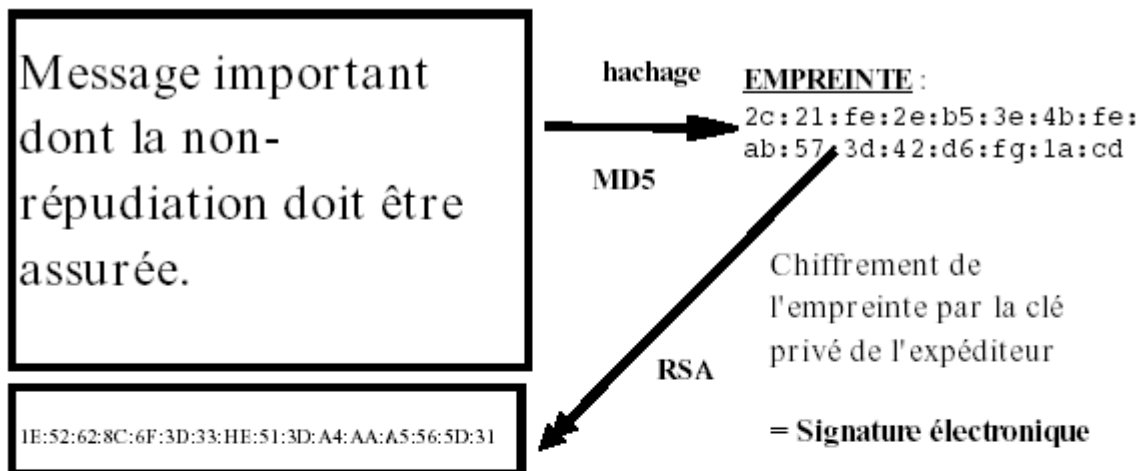 Message important
dont la non-
répudiation doit être
assurée.
hachage
MD5
EMPREINTE :
2c:21:fe:2e:b5:3e:4b:fe:
ab:57:3d:42:d6:fg:1a:cd
Chiffrement de
l'empreinte par la clé
privé de l'expéditeur
RSA
= Signature électronique
1E:52:62:8C:6F:3D:33:HE:51:3D:A4:AA:A5:56:5D:31